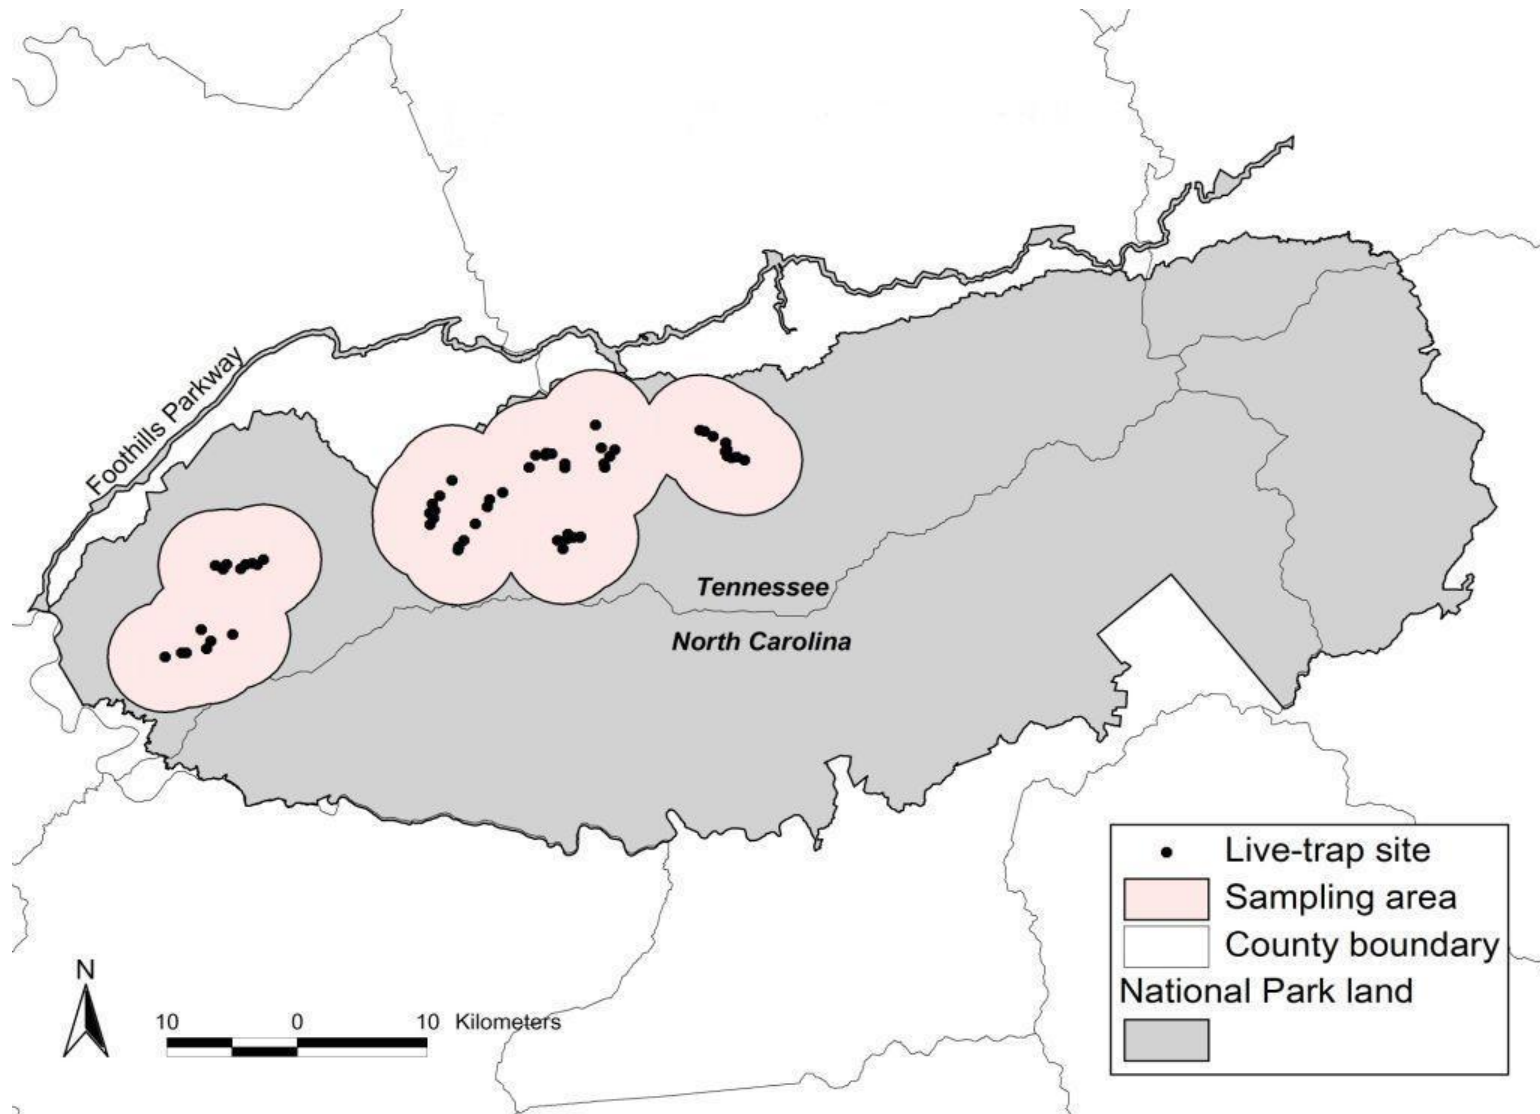 Foothills Parkway
Tennessee
North Carolina
Live-trap site
Sampling area
County boundary
National Park land
N
10 0 10 Kilometers